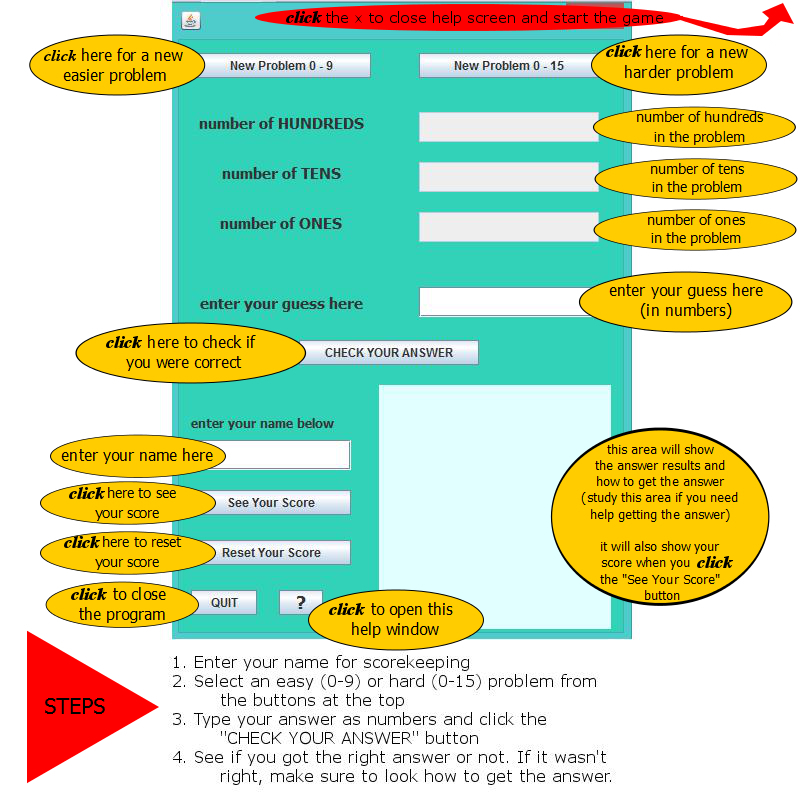 click the x to close help screen and start the game
click here for a new
easier problem
New Problem 0 - 9
New Problem 0 - 15
click here for a new
harder problem
number of HUNDREDS
number of hundreds
in the problem
number of TENS
number of tens
in the problem
number of ONES
number of ones
in the problem
enter your guess here
enter your guess here
(in numbers)
click here to check if
you were correct
CHECK YOUR ANSWER
enter your name below
enter your name here
click here to see
your score
See Your Score
click here to reset
your score
Reset Your Score
click to close
the program
QUIT
?
click to open this
help window
this area will show
the answer results and
how to get the answer
(study this area if you need
help getting the answer)
it will also show your
score when you click
the "See Your Score"
button
STEPS
1. Enter your name for scorekeeping
2. Select an easy (0-9) or hard (0-15) problem from
the buttons at the top
3. Type your answer as numbers and click the
"CHECK YOUR ANSWER" button
4. See if you got the right answer or not. If it wasn't
right, make sure to look how to get the answer.